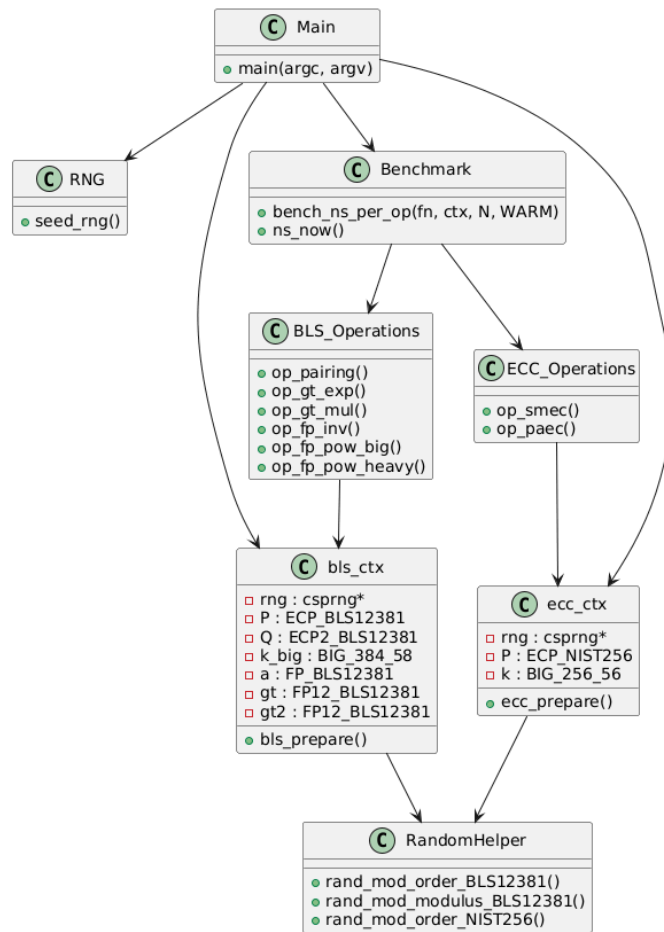 C Main
main(argc, argv)
C RNG
seed_rng()
C Benchmark
bench_ns_per_op(fn, ctx, N, WARM)
ns_now()
C BLS_Operations
op_pairing()
op_gt_exp()
op_gt_mul()
op_fp_inv()
op_fp_pow_big()
op_fp_pow_heavy()
C ECC_Operations
op_smec()
op_paec()
C bls_ctx
rng : csprng*
P : ECP_BLS12381
Q : ECP2_BLS12381
k_big : BIG_384_58
a : FP_BLS12381
gt : FP12_BLS12381
gt2 : FP12_BLS12381
bls_prepare()
C ecc_ctx
rng : csprng*
P : ECP_NIST256
k : BIG_256_56
ecc_prepare()
C RandomHelper
rand_mod_order_BLS12381()
rand_mod_modulus_BLS12381()
rand_mod_order_NIST256()